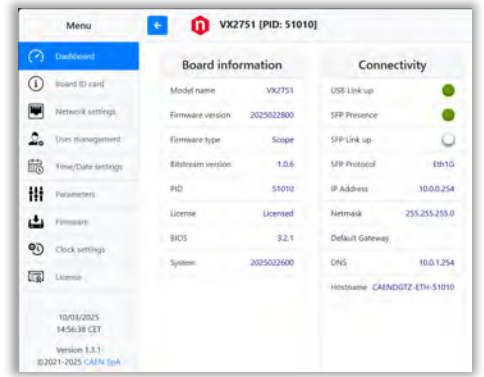 Menu
VX2751 [PID: 51010]
Dashboard
Board ID card
Network settings
User management
Time/Date settings
Parameters
Firmware
Clock settings
License
10/03/2025
14:56:38 CET
Version 1.3.1
©2021-2025 CAEN SpA
Board information
Model name VX2751
Firmware version 2025022800
Firmware type Scope
Bitstream version 1.0.6
PID 51010
License Licensed
BIOS 3.2.1
System 2025022600
Connectivity
USB Link up
SFP Presence
SFP Link up
SFP Protocol Eth1G
IP Address 10.0.0.254
Netmask 255.255.255.0
Default Gateway
DNS 10.0.1.254
Hostname CAENDGTZ-ETH-51010